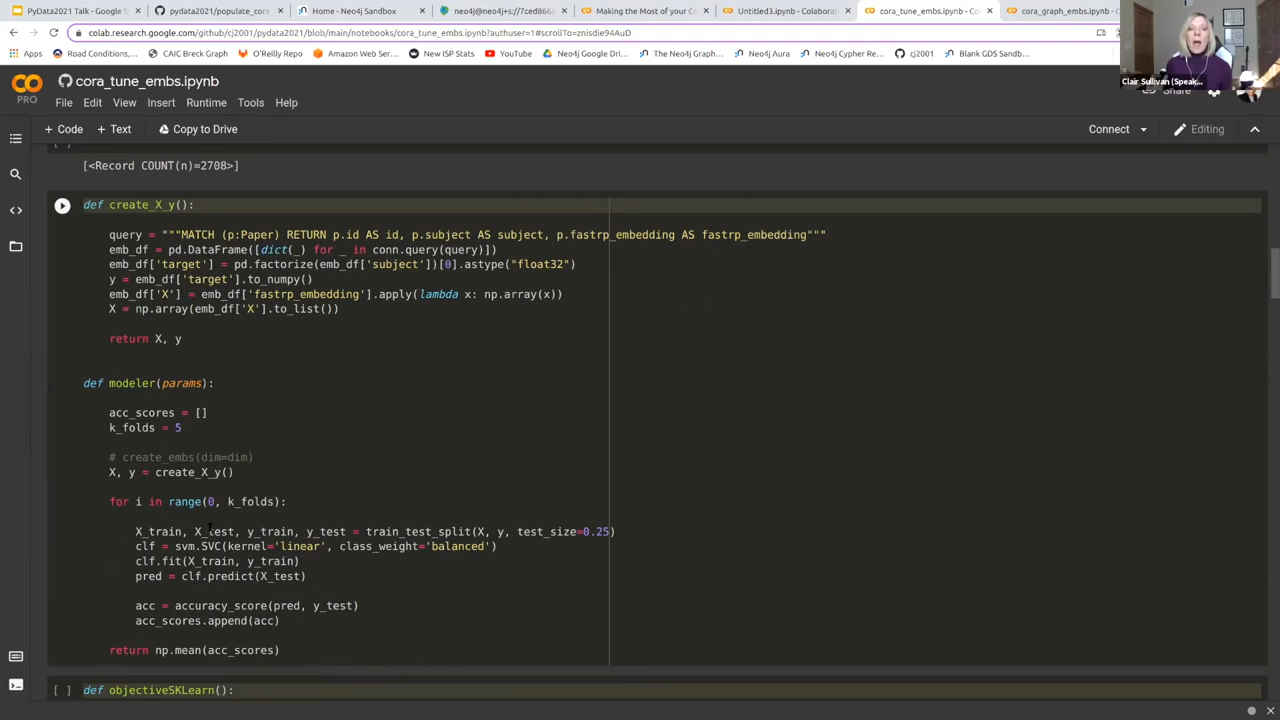 PyData2021 Talk - Google S
pydata2021/populate_cora
Home - Neo4j Sandbox
neo4j@neo4j+s://7ced866a
Making the Most of your Co
Untitled3.ipynb - Colaborat
cora_tune_embs.ipynb - Col
cora_graph_embs.ipynb - C
colab.research.google.com/github/cj2001/pydata2021/blob/main/notebooks/cora_tune_embs.ipynb?authuser=1#scrollTo=znisdie94AuD
Apps
Road Conditions,...
CAIC Breck Group
O'Reilly Repo
New ISP Stats
YouTube
Neo4j Google Driv...
The Neo4j Graph...
Neo4j Aura
Neo4j Cypher Re...
cj2001
Blank GDS Sandb...
Clair Sullivan (Speak...
cora_tune_embs.ipynb
PRO
File Edit View Insert Runtime Tools Help
Share
+ Code + Text Copy to Drive
Connect
Editing
[<Record COUNT(n)=2708>]
def create_X_y():
query = """MATCH (p:Paper) RETURN p.id AS id, p.subject AS subject, p.fastrp_embedding AS fastrp_embedding"""
emb_df = pd.DataFrame([dict(_) for _ in conn.query(query)])
emb_df['target'] = pd.factorize(emb_df['subject'])[0].astype("float32")
y = emb_df['target'].to_numpy()
emb_df['X'] = emb_df['fastrp_embedding'].apply(lambda x: np.array(x))
X = np.array(emb_df['X'].to_list())
return X, y
def modeler(params):
acc_scores = []
k_folds = 5
# create_embs(dim=dim)
X, y = create_X_y()
for i in range(0, k_folds):
X_train, X_test, y_train, y_test = train_test_split(X, y, test_size=0.25)
clf = svm.SVC(kernel='linear', class_weight='balanced')
clf.fit(X_train, y_train)
pred = clf.predict(X_test)
acc = accuracy_score(pred, y_test)
acc_scores.append(acc)
return np.mean(acc_scores)
[ ] def objectiveSKLearn():